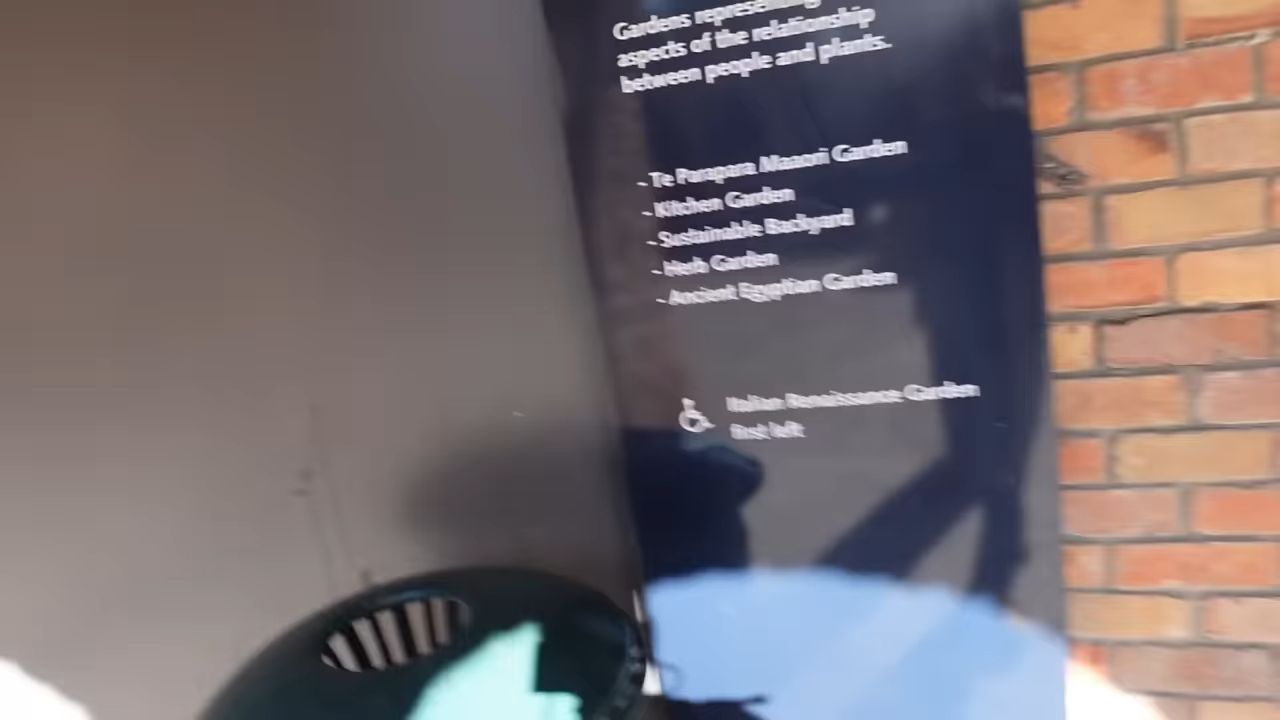 Gardens representing
aspects of the relationship
between people and plants.
- Te Parapara Maaori Garden
- Kitchen Garden
- Sustainable Backyard
- Herb Garden
- Ancient Egyptian Garden
Italian Renaissance Garden
first left